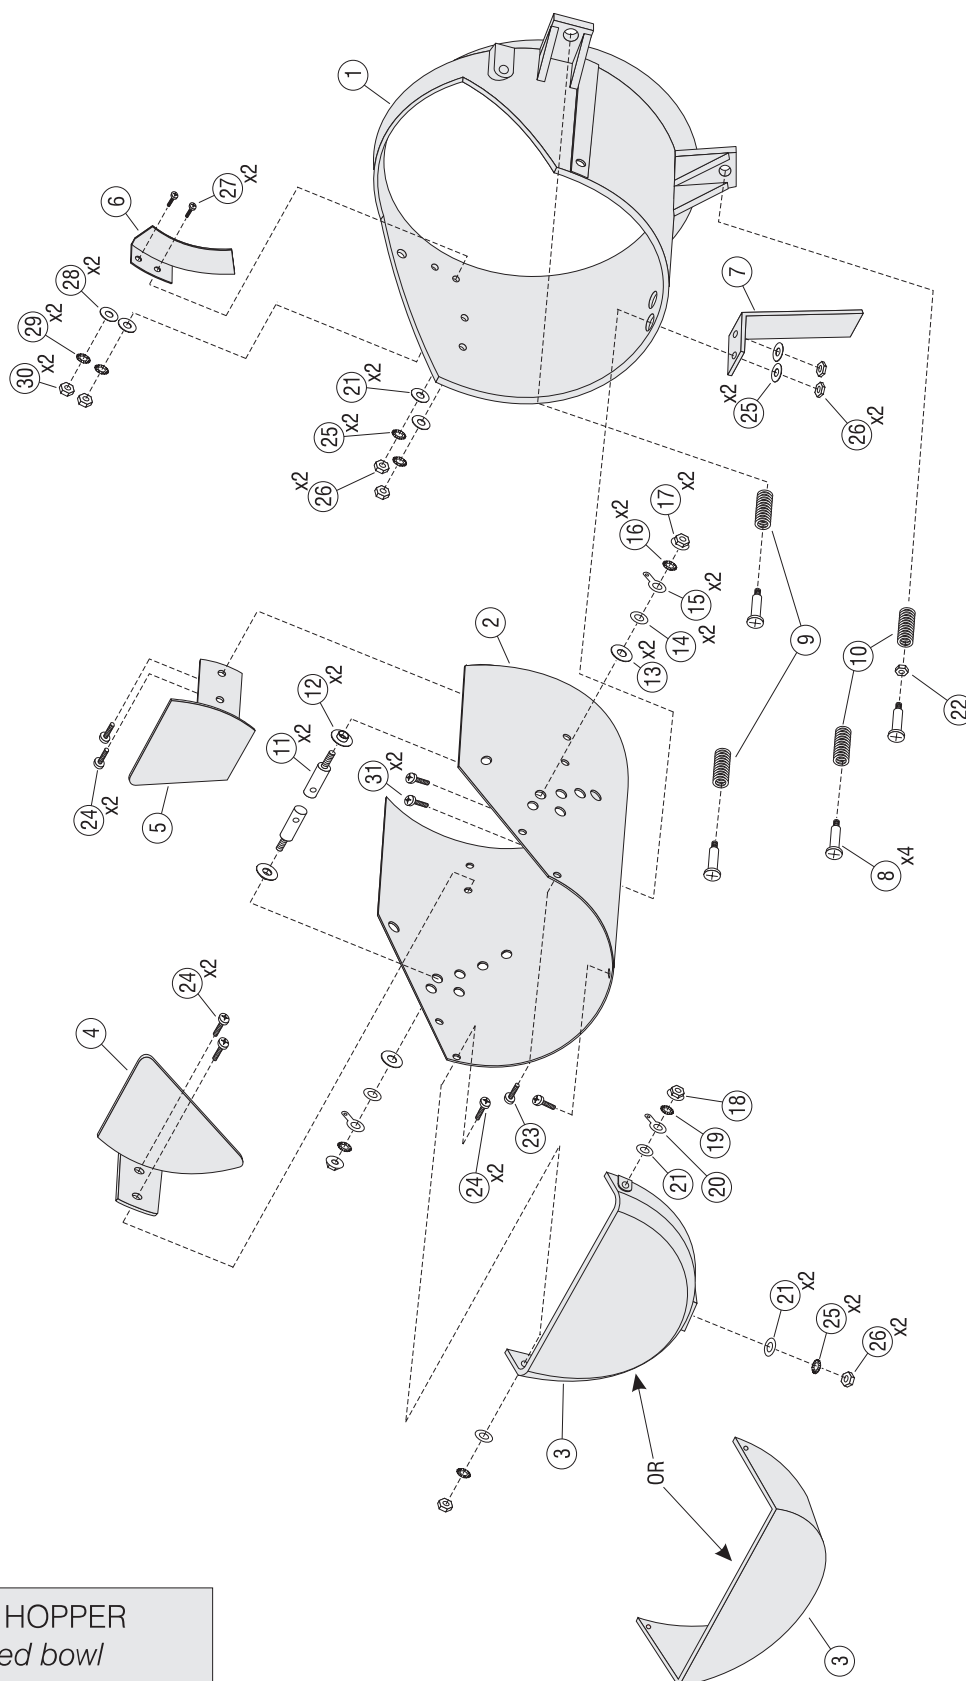 1
6
27 x2
28 x2
29 x2
30 x2
7
21 x2
25 x2
26 x2
25 x2
26 x2
17 x2
16 x2
15 x2
14 x2
13 x2
2
9
10
22
12 x2
11 x2
31 x2
24 x2
5
8 x4
24 x2
4
24 x2
23
18
19
20
21
21 x2
25 x2
26 x2
3
OR
3
HOPPER
ed bowl